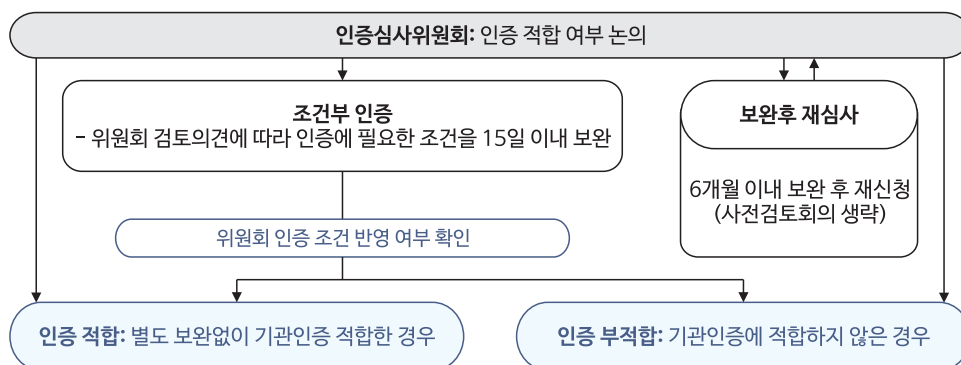 인증심사위원회: 인증 적합 여부 논의
조건부 인증
– 위원회 검토의견에 따라 인증에 필요한 조건을 15일 이내 보완
보완후 재심사
6개월 이내 보완 후 재신청
(사전검토회의 생략)
위원회 인증 조건 반영 여부 확인
인증 적합: 별도 보완없이 기관인증 적합한 경우
인증 부적합: 기관인증에 적합하지 않은 경우